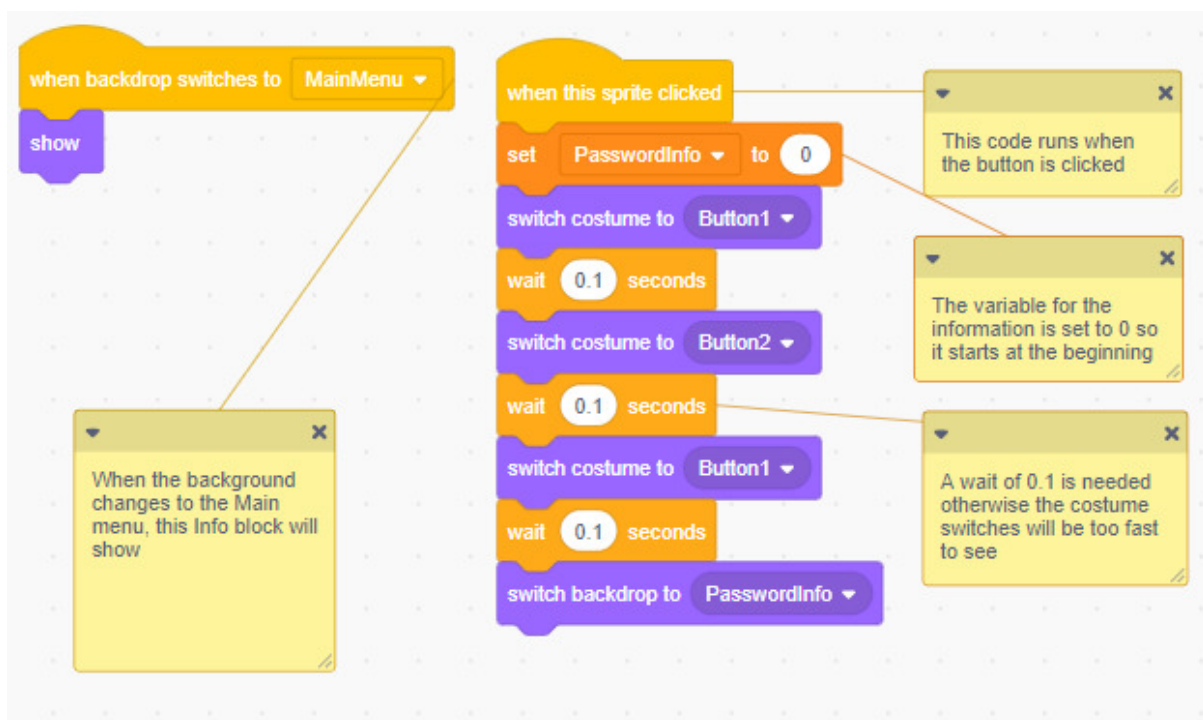 when backdrop switches to MainMenu
show
When the background
changes to the Main
menu, this Info block will
show
when this sprite clicked
set PasswordInfo to 0
switch costume to Button1
wait 0.1 seconds
switch costume to Button2
wait 0.1 seconds
switch costume to Button1
wait 0.1 seconds
switch backdrop to PasswordInfo
This code runs when
the button is clicked
The variable for the
information is set to 0 so
it starts at the beginning
A wait of 0.1 is needed
otherwise the costume
switches will be too fast
to see